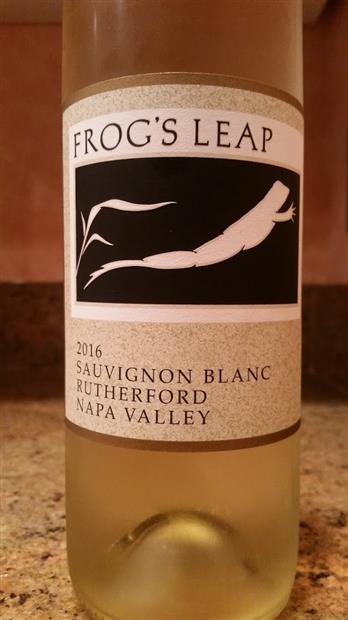 FROG'S LEAP
2016
SAUVIGNON BLANC
RUTHERFORD
NAPA VALLEY